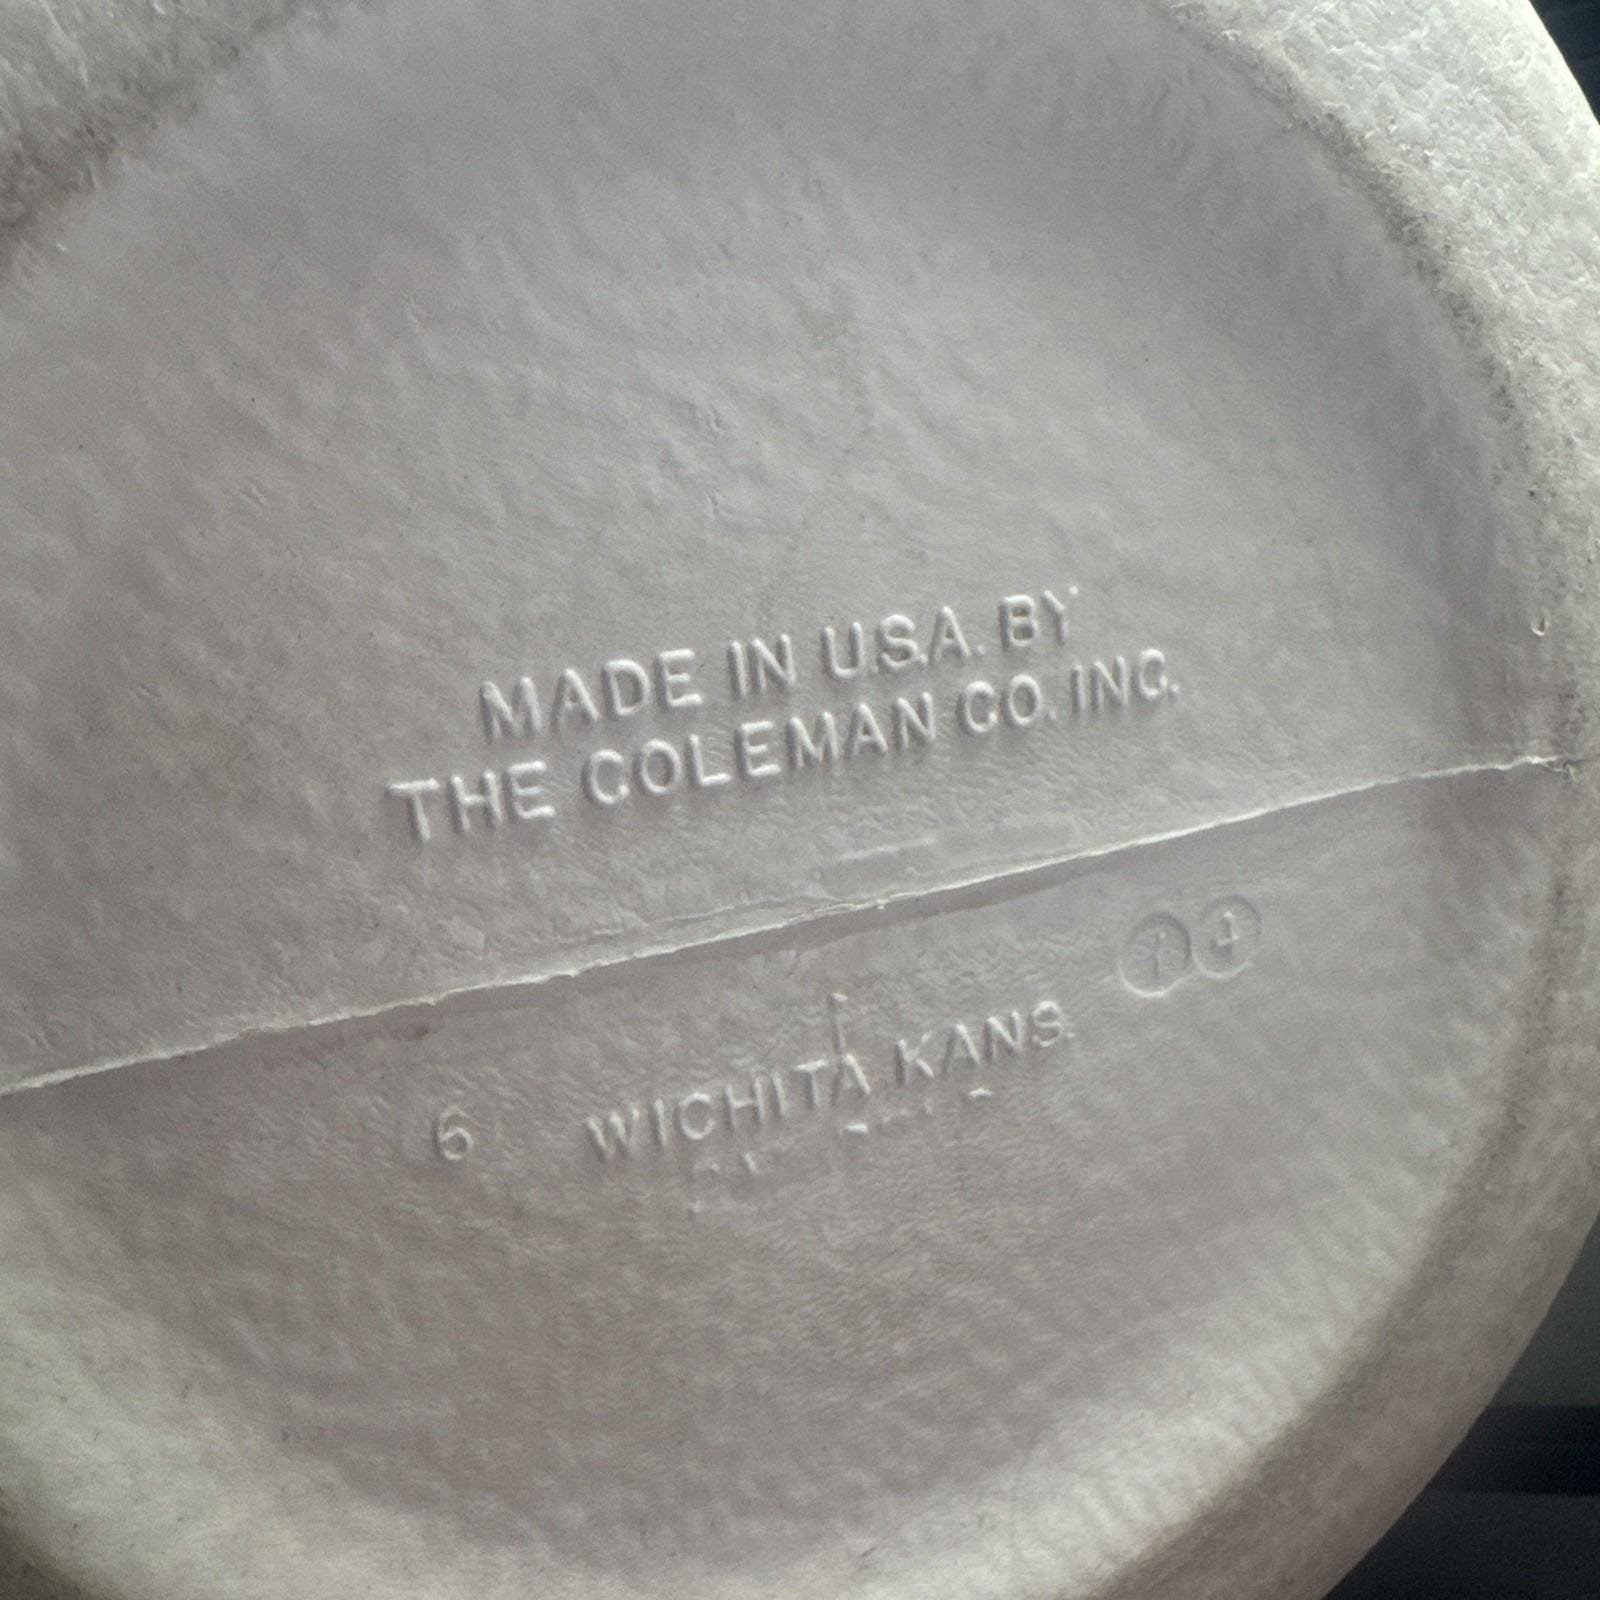 MADE IN U.S.A. BY
THE COLEMAN CO. INC.
6 WICHITA KANS.